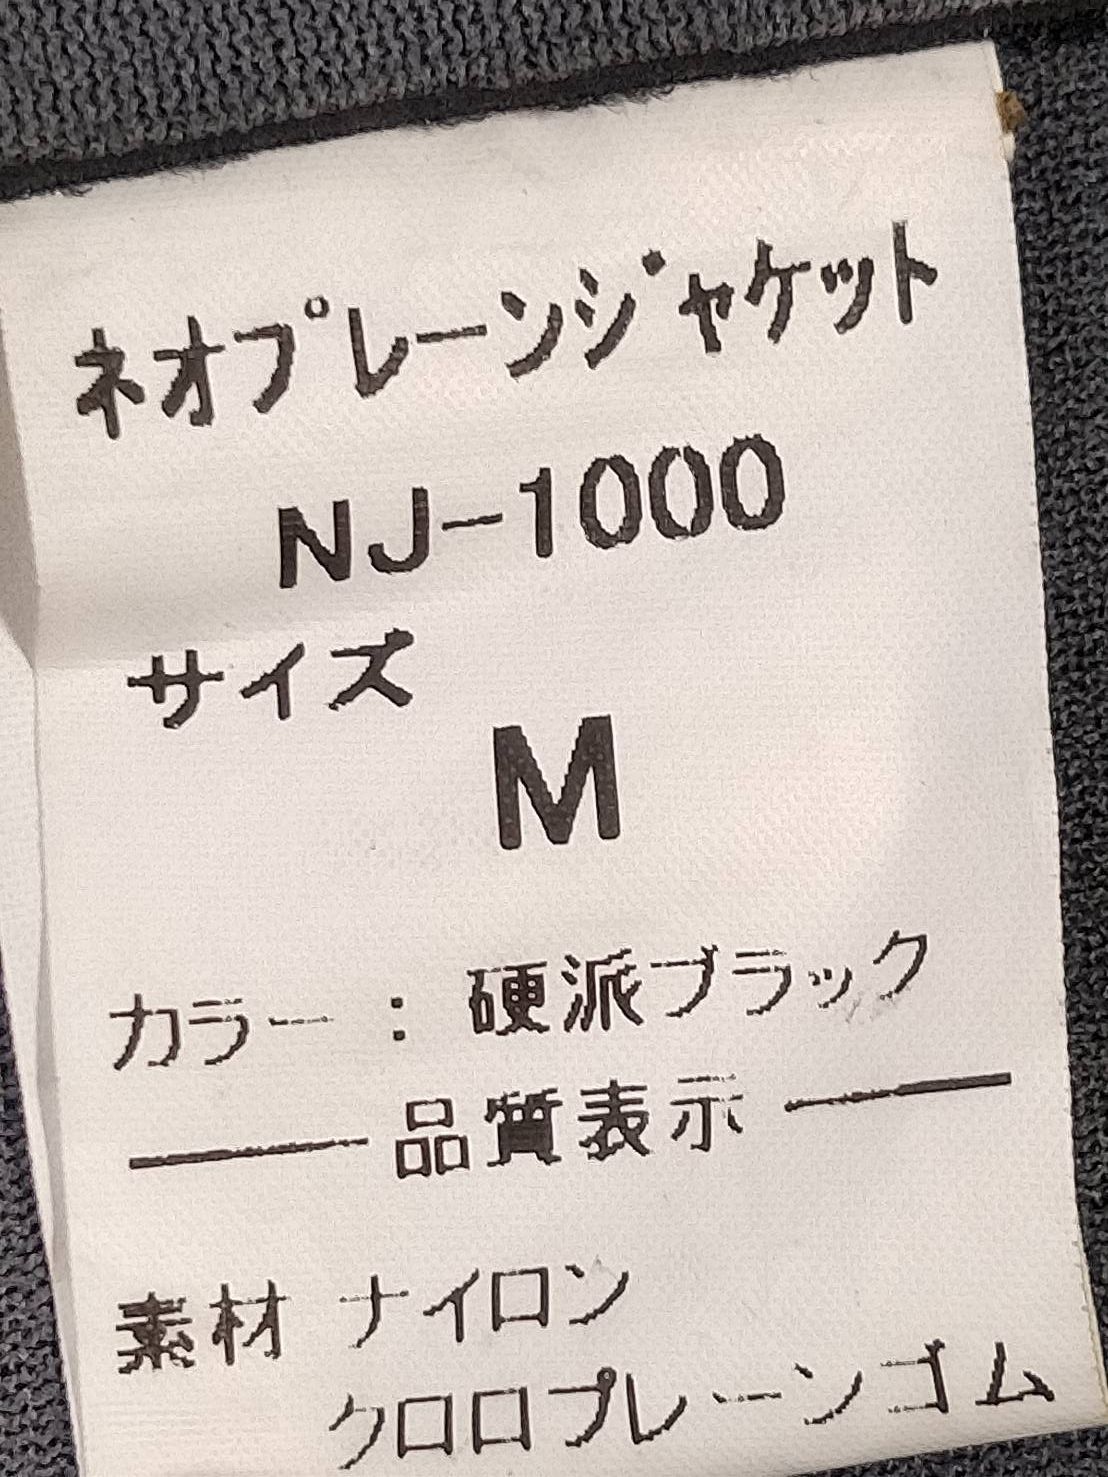 ネオプレーンジャケット
NJ-1000
サイズ
M
カラー：硬派ブラック
品質表示
素材 ナイロン
クロロプレーンゴム